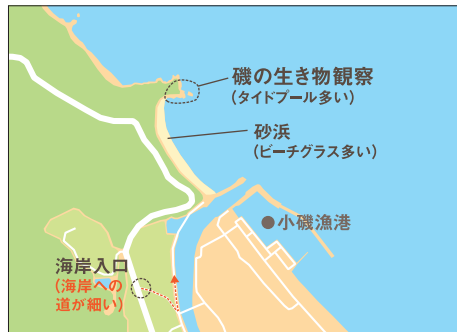 磯の生き物観察
(タイドプール多い)
砂浜
(ビーチグラス多い)
●小磯漁港
海岸入口
(海岸への
道が細い)